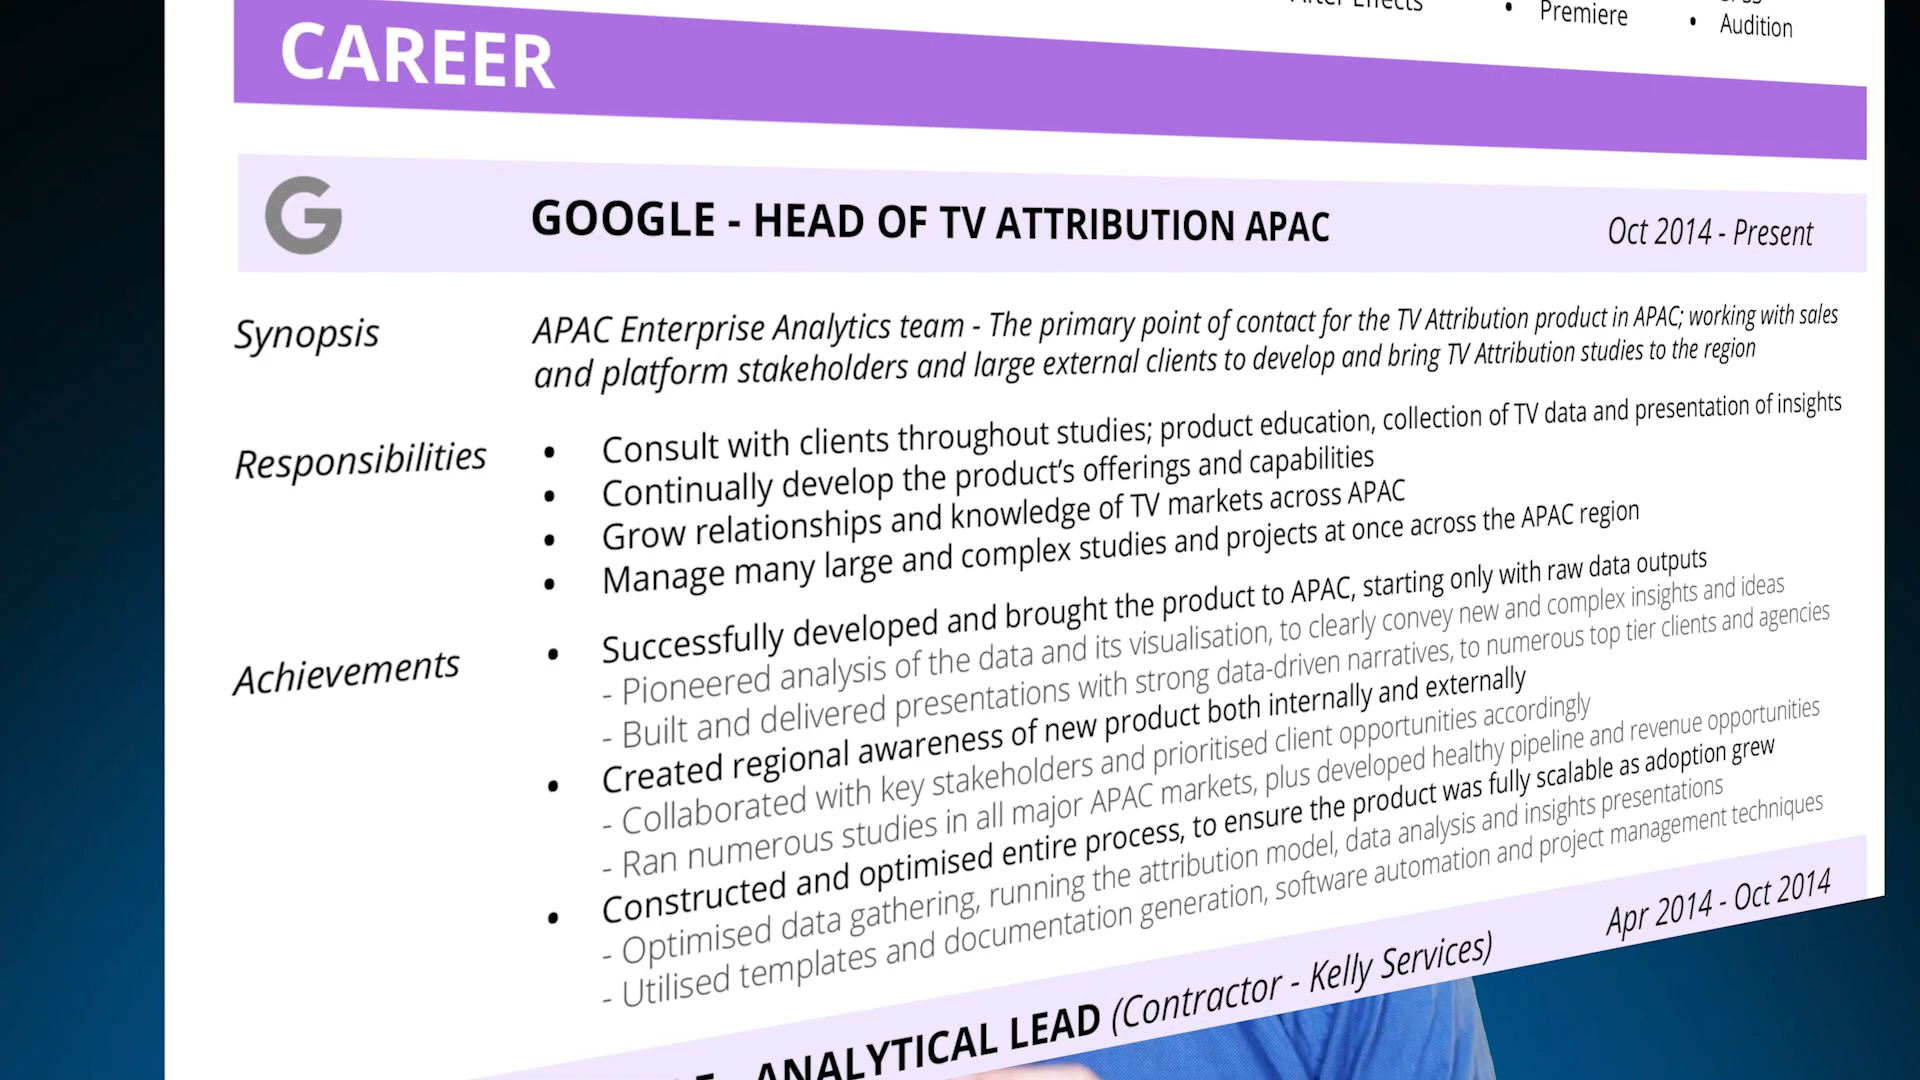 After Effects
• Premiere
• Audition
CAREER
GOOGLE - HEAD OF TV ATTRIBUTION APAC
Oct 2014 - Present
Synopsis
APAC Enterprise Analytics team - The primary point of contact for the TV Attribution product in APAC; working with sales
and platform stakeholders and large external clients to develop and bring TV Attribution studies to the region
Responsibilities
• Consult with clients throughout studies; product education, collection of TV data and presentation of insights
• Continually develop the product's offerings and capabilities
• Grow relationships and knowledge of TV markets across APAC
• Manage many large and complex studies and projects at once across the APAC region
Achievements
• Successfully developed and brought the product to APAC, starting only with raw data outputs
- Pioneered analysis of the data and its visualisation, to clearly convey new and complex insights and ideas
- Built and delivered presentations with strong data-driven narratives, to numerous top tier clients and agencies
• Created regional awareness of new product both internally and externally
- Collaborated with key stakeholders and prioritised client opportunities accordingly
- Ran numerous studies in all major APAC markets, plus developed healthy pipeline and revenue opportunities
• Constructed and optimised entire process, to ensure the product was fully scalable as adoption grew
- Optimised data gathering, running the attribution model, data analysis and insights presentations
- Utilised templates and documentation generation, software automation and project management techniques
- ANALYTICAL LEAD (Contractor - Kelly Services)
Apr 2014 - Oct 2014